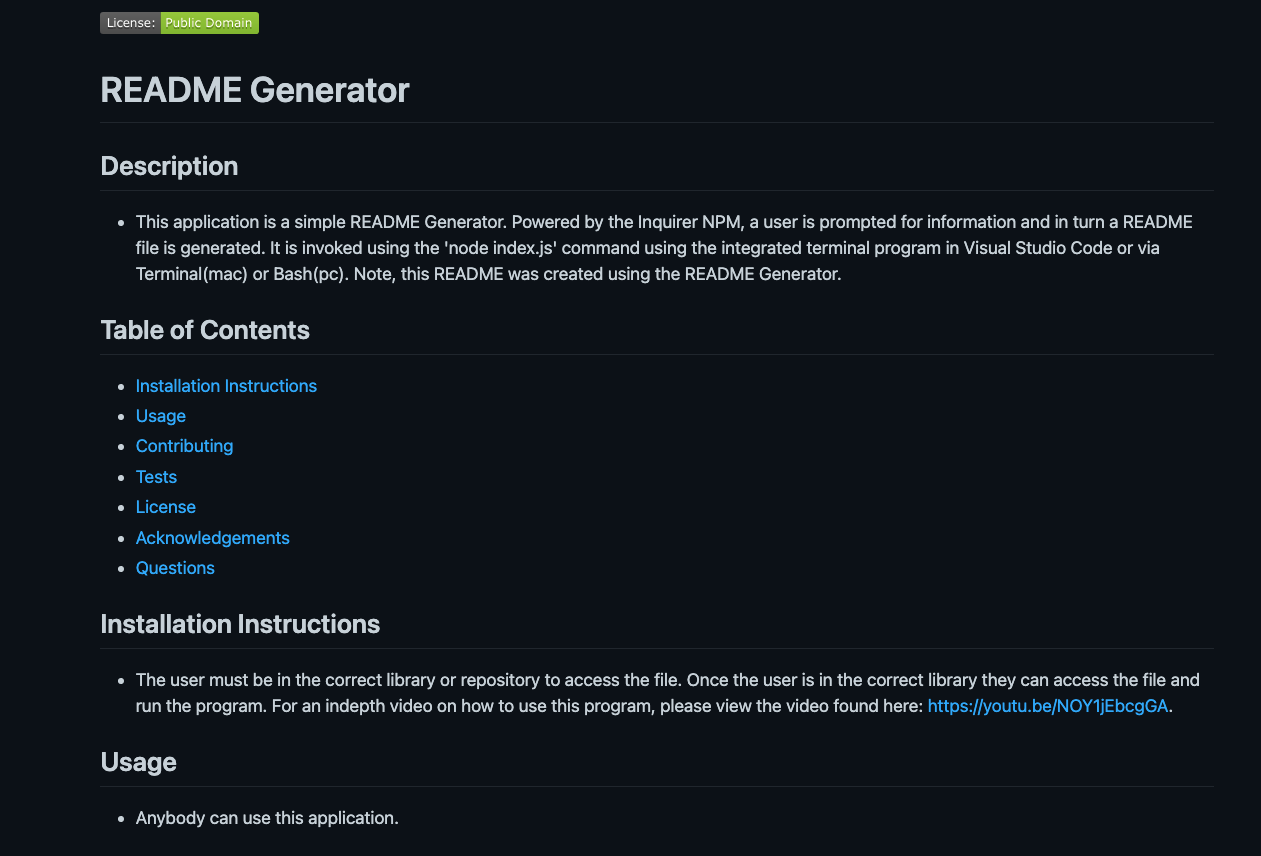 License: Public Domain
README Generator
Description
This application is a simple README Generator. Powered by the Inquirer NPM, a user is prompted for information and in turn a README
file is generated. It is invoked using the 'node index.js' command using the integrated terminal program in Visual Studio Code or via
Terminal(mac) or Bash(pc). Note, this README was created using the README Generator.
Table of Contents
Installation Instructions
Usage
Contributing
Tests
License
Acknowledgements
Questions
Installation Instructions
The user must be in the correct library or repository to access the file. Once the user is in the correct library they can access the file and
run the program. For an indepth video on how to use this program, please view the video found here: https://youtu.be/NOY1jEbcgGA.
Usage
Anybody can use this application.